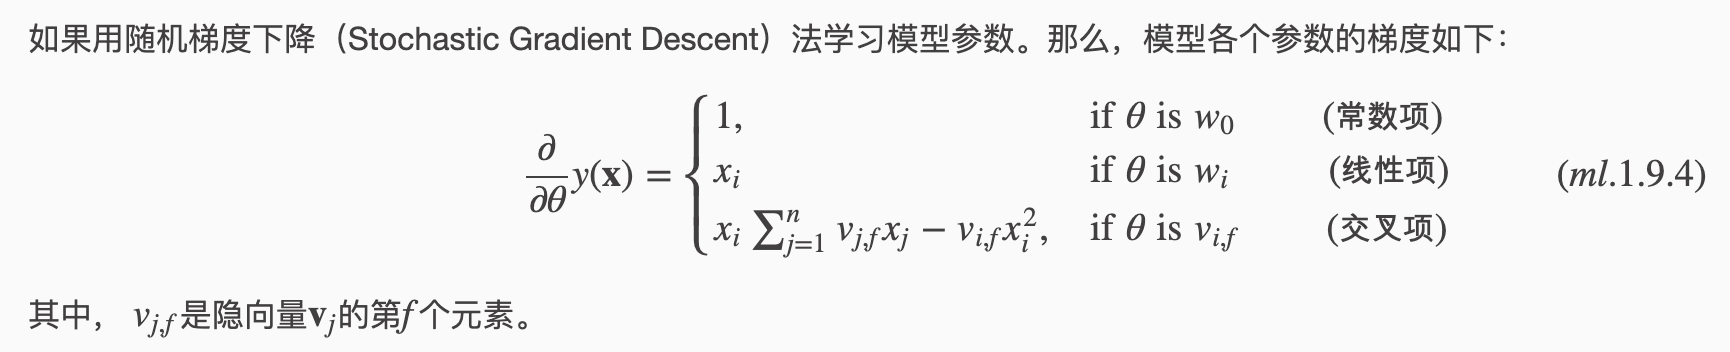 如果用随机梯度下降（Stochastic Gradient Descent）法学习模型参数。那么，模型各个参数的梯度如下：
$$\frac{\partial}{\partial\theta}y(\mathbf{x}) = \begin{cases} 1, & \text{if } \theta \text{ is } w_0 \quad \text{(常数项)} \\ x_i & \text{if } \theta \text{ is } w_i \quad \text{(线性项)} \\ x_i \sum_{j=1}^{n} v_{j,f}x_j - v_{i,f}x_i^2, & \text{if } \theta \text{ is } v_{i,f} \quad \text{(交叉项)} \end{cases} \quad (ml.1.9.4)$$
其中， $v_{j,f}$是隐向量$\mathbf{v}_j$的第$f$个元素。